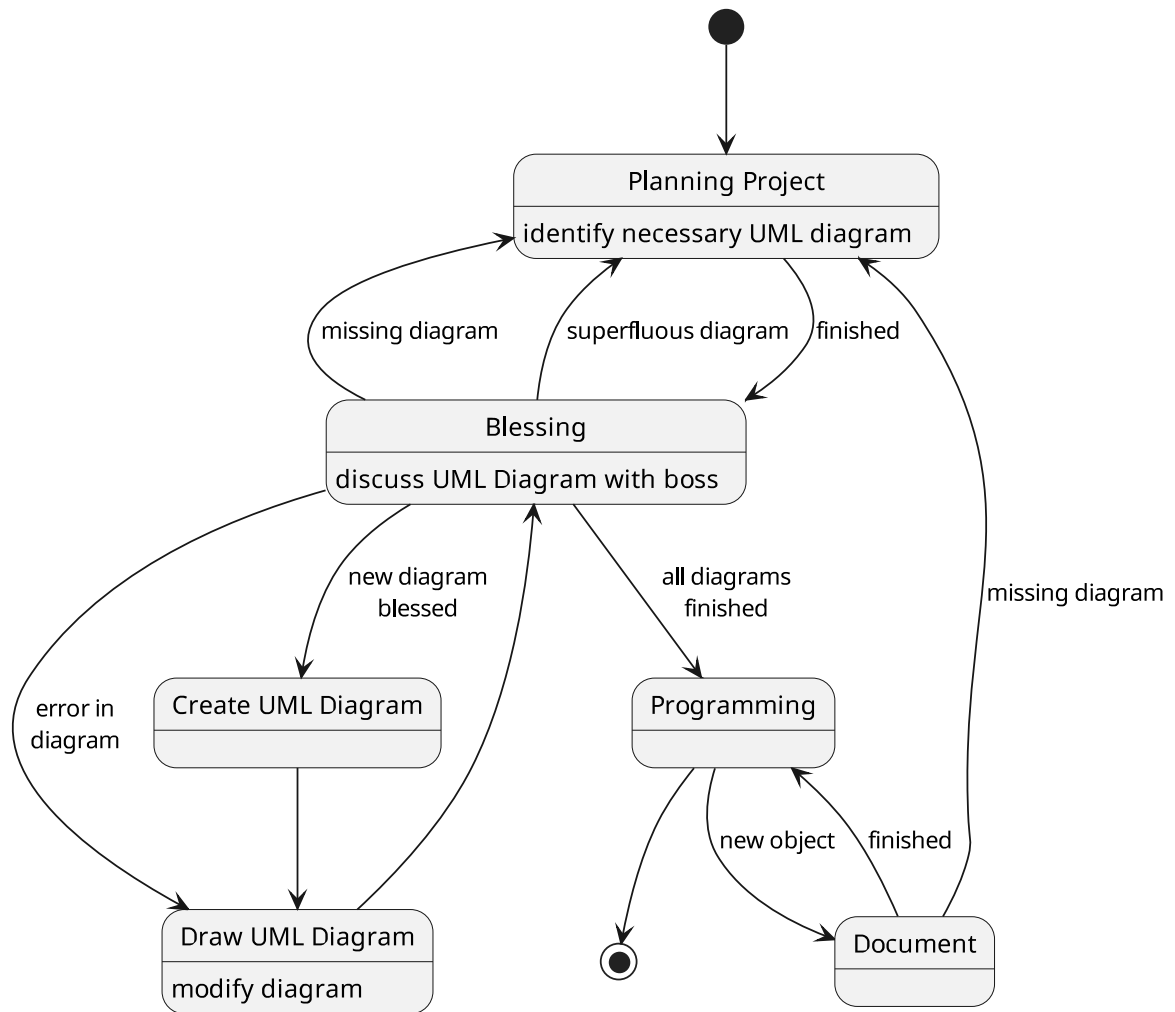 Planning Project
identify necessary UML diagram
missing diagram
superfluous diagram
finished
Blessing
discuss UML Diagram with boss
new diagram
blessed
all diagrams
finished
missing diagram
error in
diagram
Create UML Diagram
Programming
new object
finished
Draw UML Diagram
modify diagram
Document